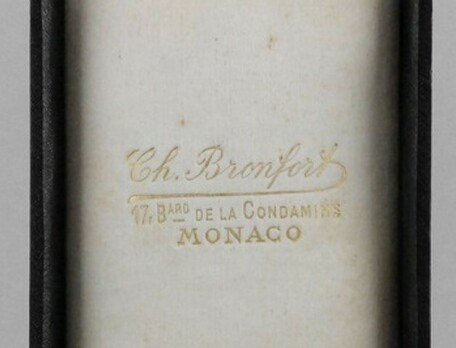 Ch. Bronfort
17, BARD DE LA CONDAMINE
MONACO